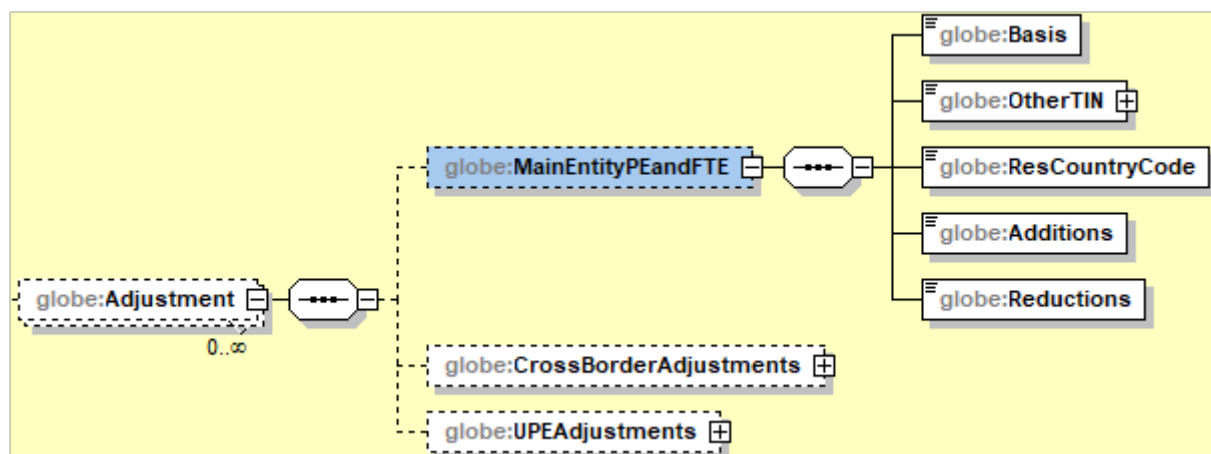 globe:Basis
globe:OtherTIN
globe:MainEntityPEandFTE
globe:ResCountryCode
globe:Additions
globe:Adjustment
globe:Reductions
0..∞
globe:CrossBorderAdjustments
globe:UPEAdjustments